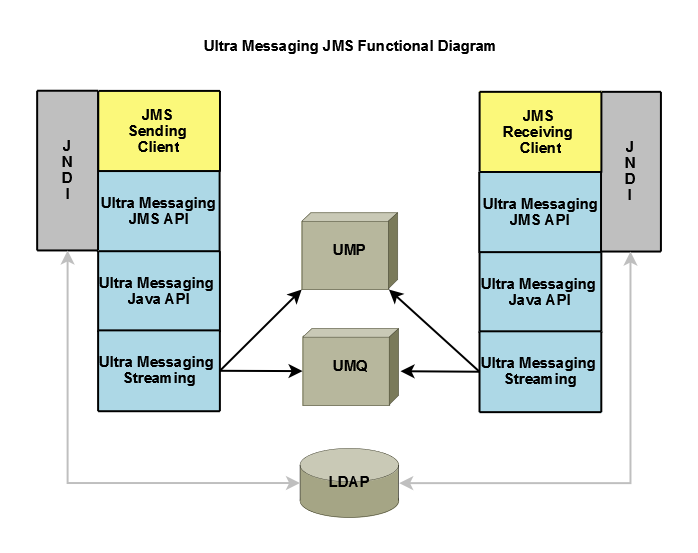 Ultra Messaging JMS Functional Diagram
J
N
D
I
JMS
Sending
Client
Ultra Messaging
JMS API
Ultra Messaging
Java API
Ultra Messaging
Streaming
UMP
UMQ
LDAP
JMS
Receiving
Client
Ultra Messaging
JMS API
Ultra Messaging
Java API
Ultra Messaging
Streaming
J
N
D
I